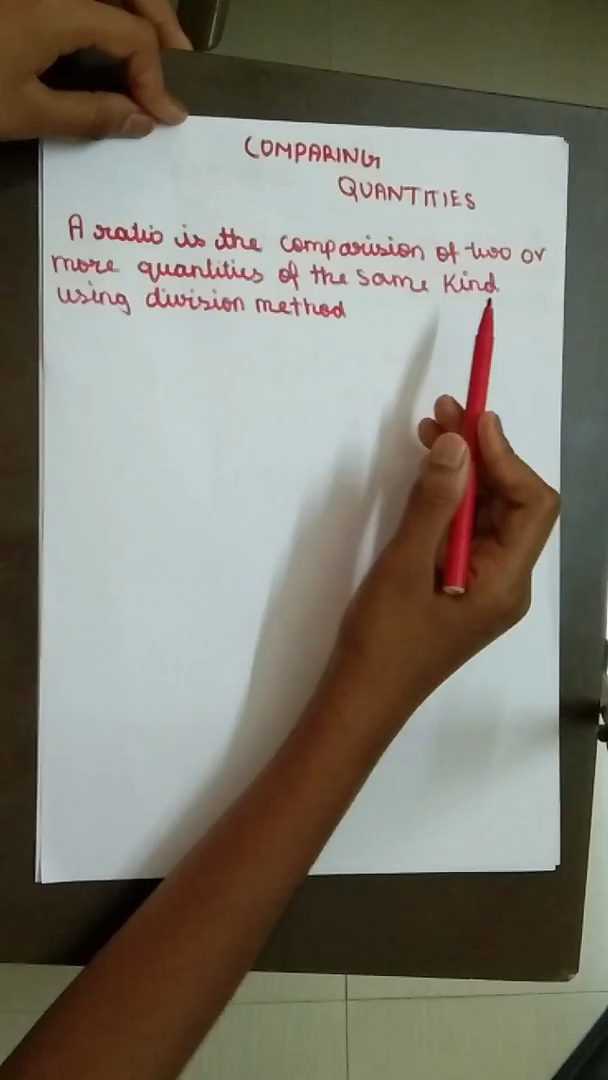 COMPARING
QUANTITIES
A ratio is the comparision of two or
more quantities of the same kind
using division method